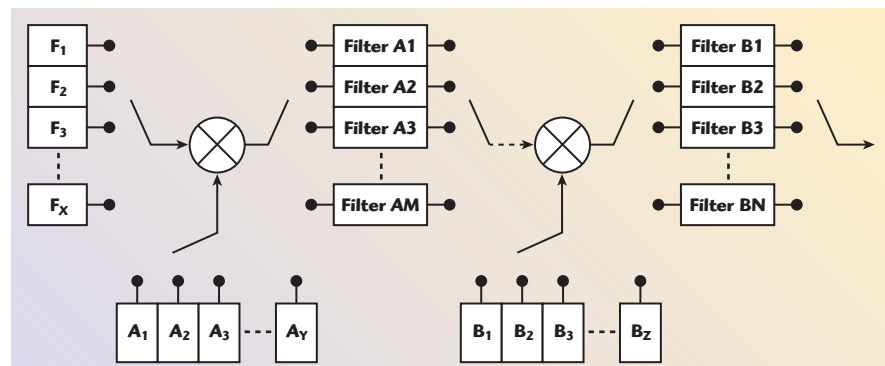 F1 Filter A1 Filter B1
F2 Filter A2 Filter B2
F3 Filter A3 Filter B3
FX Filter AM Filter BN
A1 A2 A3 AY B1 B2 B3 BZ